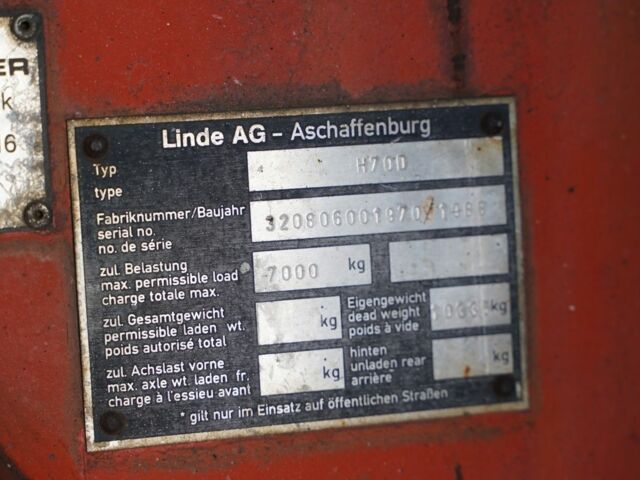 ER
k
16
Linde AG - Aschaffenburg
Typ
type
H70D
Fabriknummer/Baujahr
serial no.
no. de série
zul. Belastung
max. permissible load
charge totale max.
7000 kg
zul. Gesamtgewicht
permissible laden wt.
poids autorisé total
kg
Eigengewicht
dead weight
poids à vide
kg
zul. Achslast vorne
max. axle wt. laden fr.
charge à l'essieu avant
kg
hinten
unladen rear
arrière
kg
* gilt nur im Einsatz auf öffentlichen Straßen